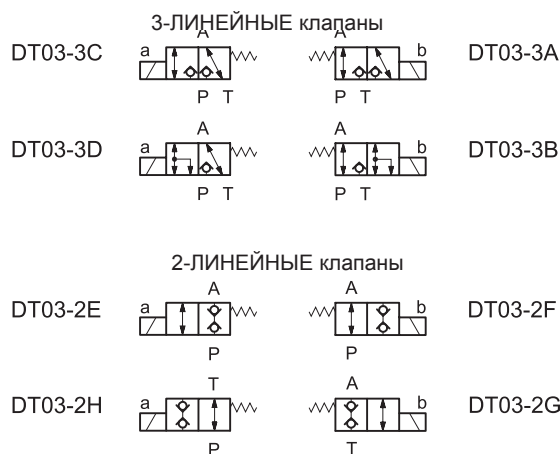 3-ЛИНЕЙНЫЕ клапаны
DT03-3C a A P T
A b P T DT03-3A
DT03-3D a A P T
A b P T DT03-3B
2-ЛИНЕЙНЫЕ клапаны
DT03-2E a A P
A b P DT03-2F
DT03-2H a T P
A b T DT03-2G